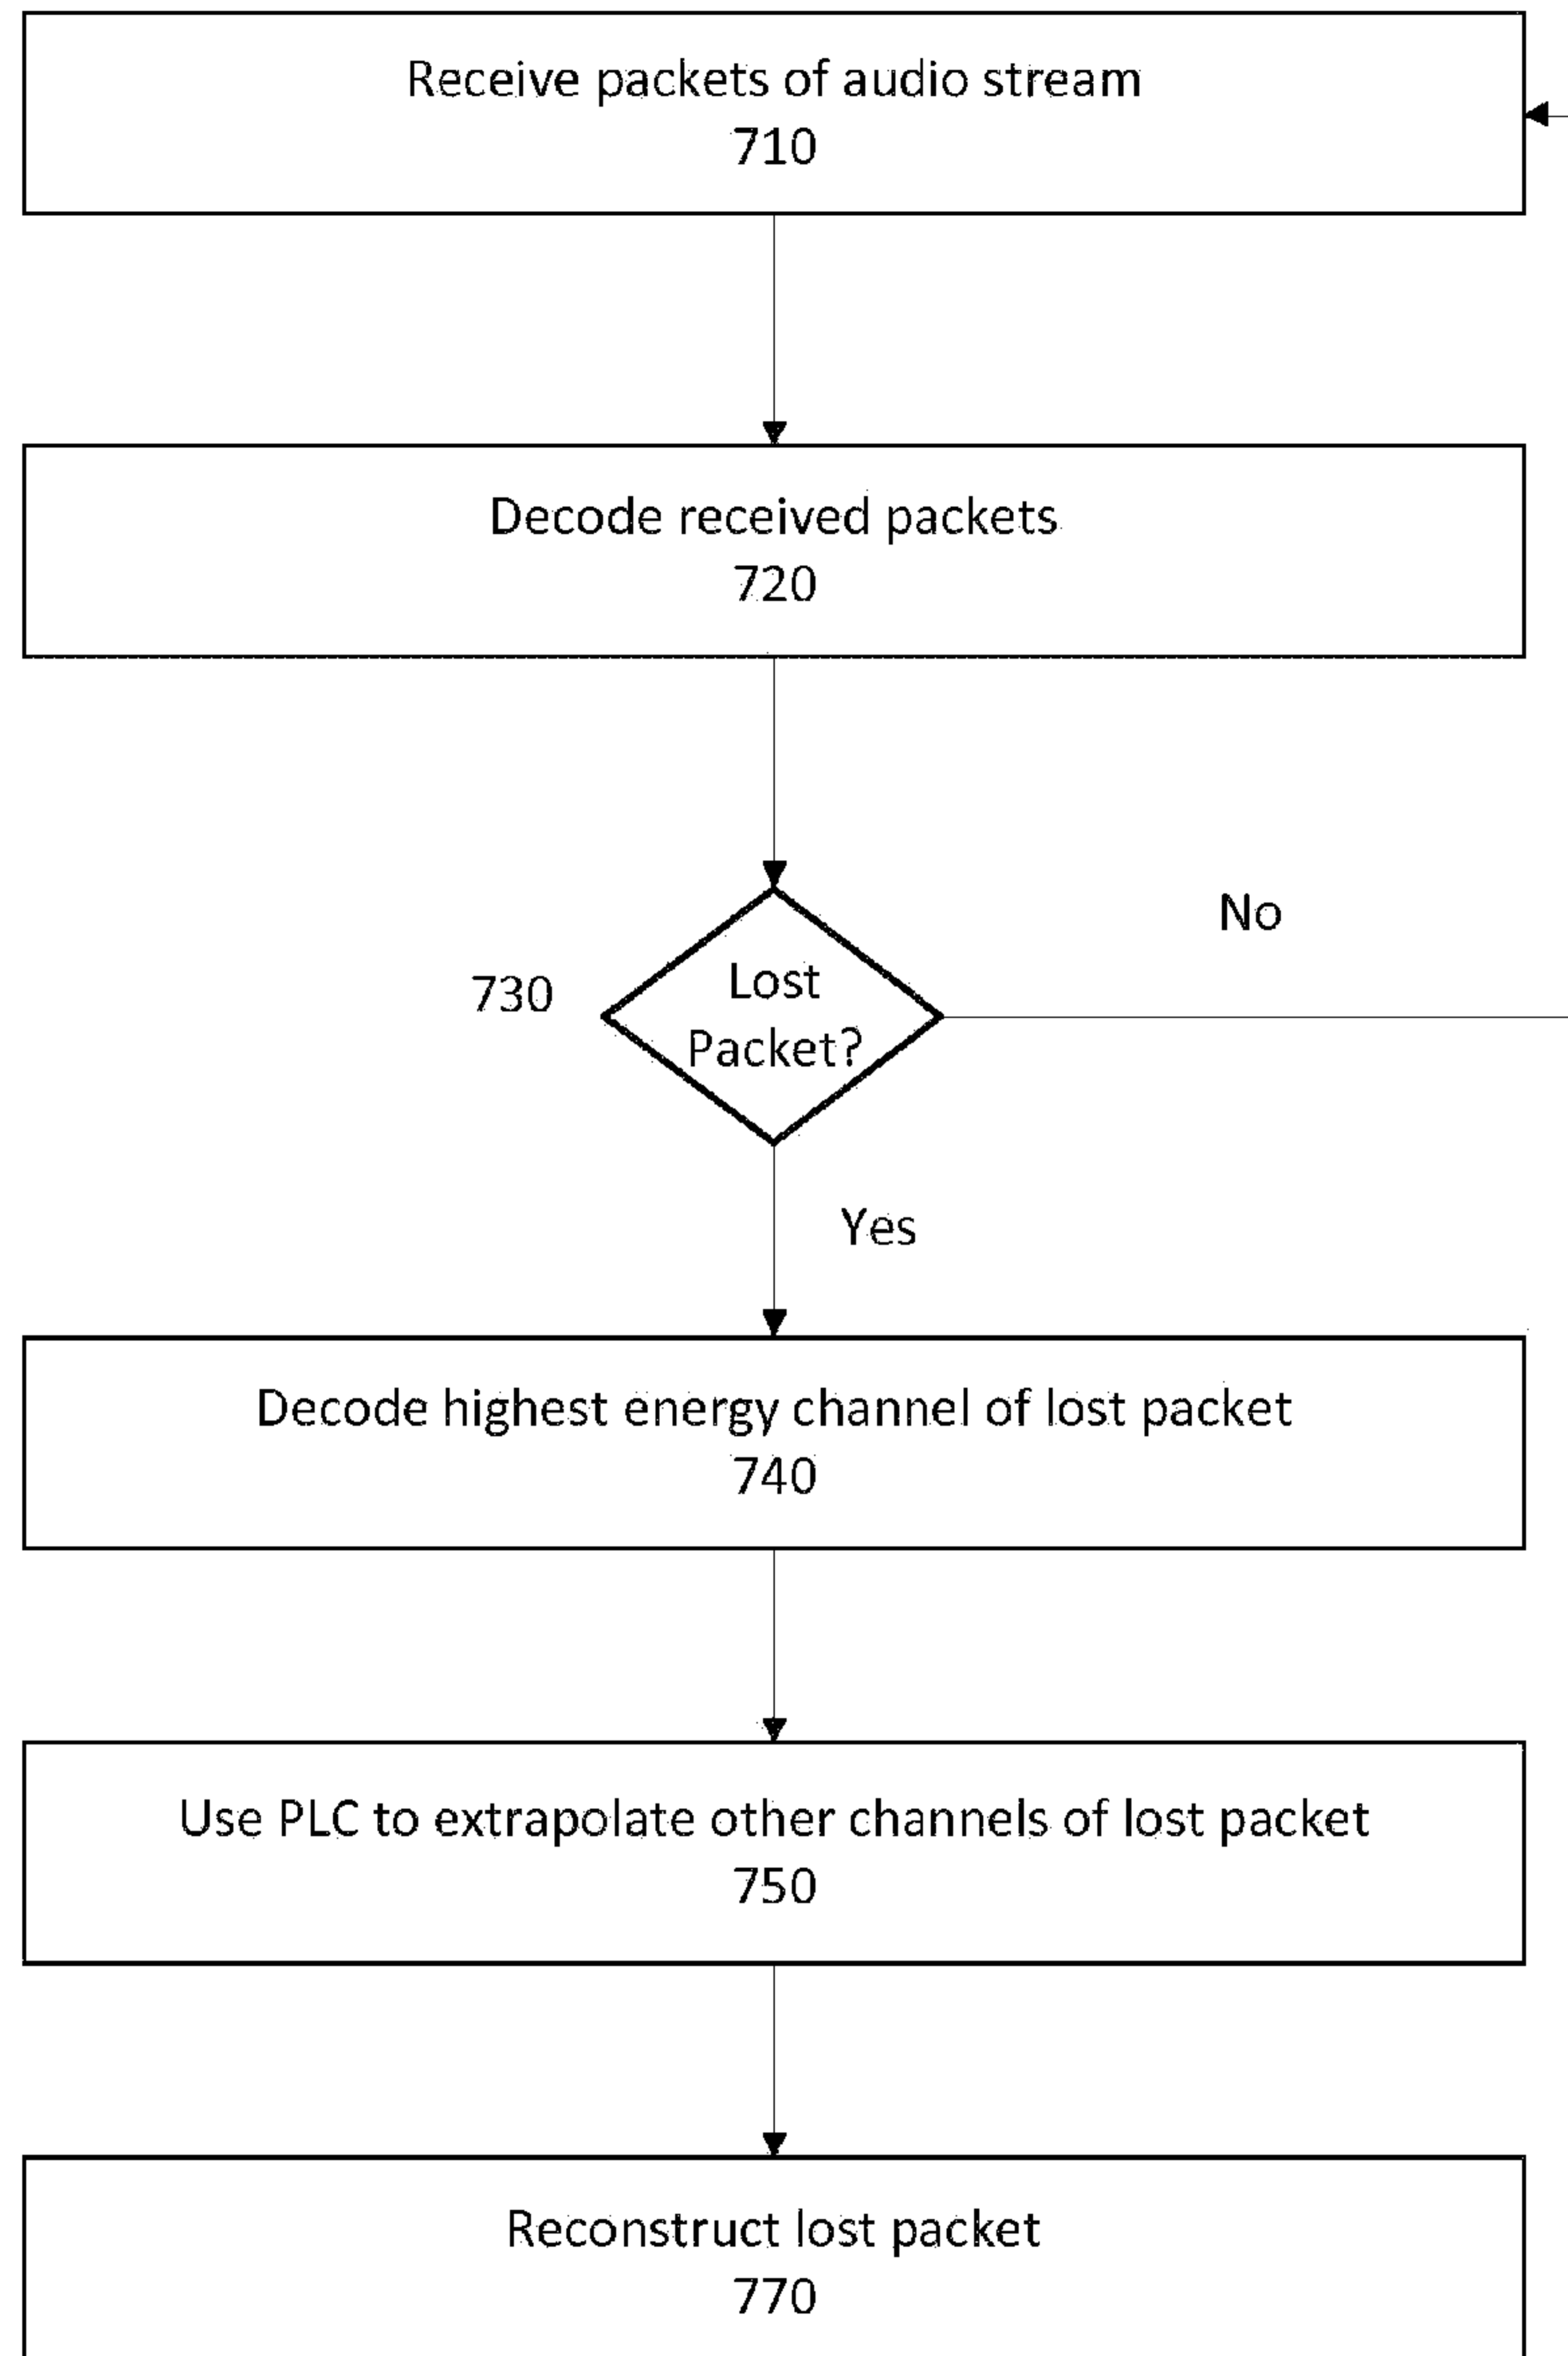 Receive packets of audio stream
710
Decode received packets
720
No
730
Lost
Packet?
Yes
Decode highest energy channel of lost packet
740
Use PLC to extrapolate other channels of lost packet
750
Reconstruct lost packet
770